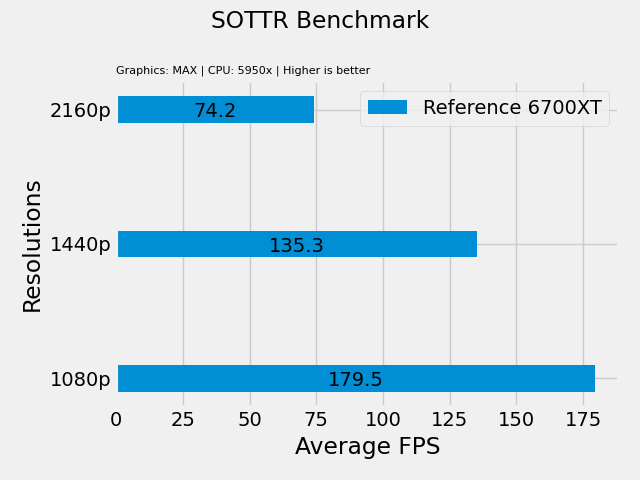 SOTTR Benchmark
Graphics: MAX | CPU: 5950x | Higher is better
Reference 6700XT
2160p
74.2
1440p
135.3
1080p
179.5
Resolutions
0 25 50 75 100 125 150 175
Average FPS